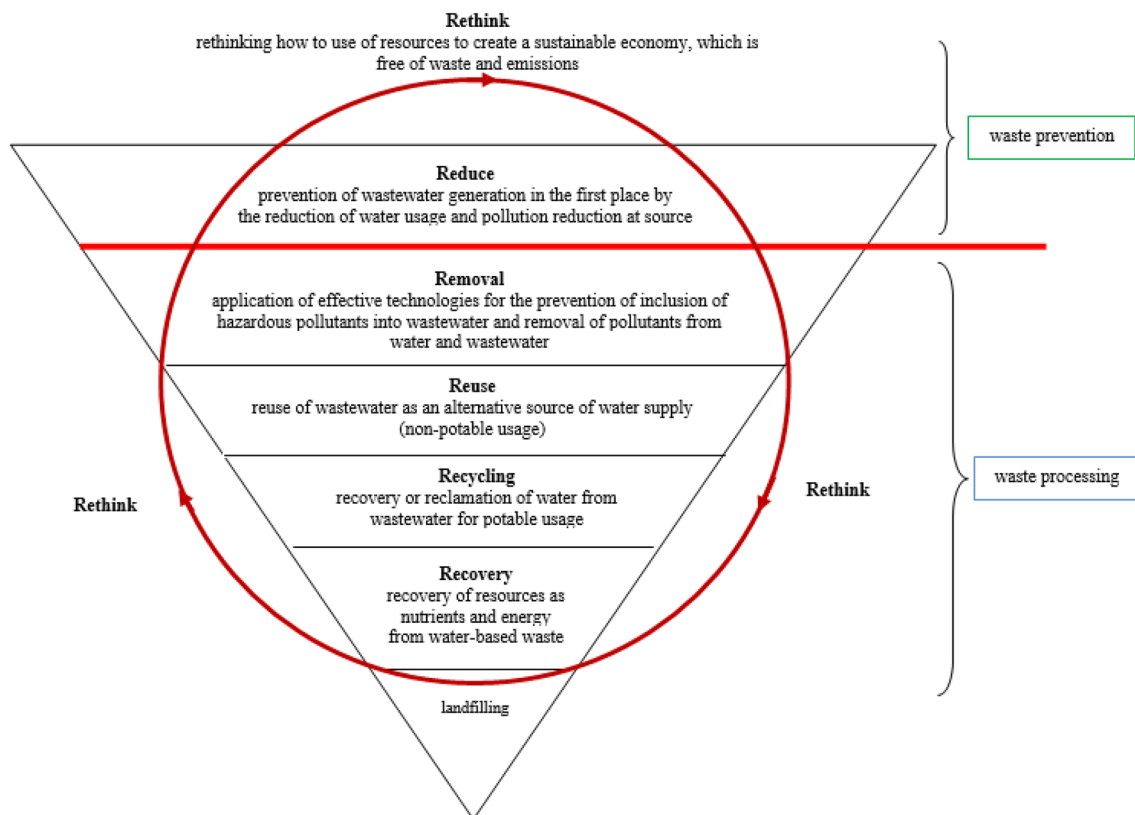 Rethink
rethinking how to use of resources to create a sustainable economy, which is
free of waste and emissions
waste prevention
Reduce
prevention of wastewater generation in the first place by
the reduction of water usage and pollution reduction at source
Removal
application of effective technologies for the prevention of inclusion of
hazardous pollutants into wastewater and removal of pollutants from
water and wastewater
Reuse
reuse of wastewater as an alternative source of water supply
(non-potable usage)
Recycling
recovery or reclamation of water from
wastewater for potable usage
Rethink
Rethink
waste processing
Recovery
recovery of resources as
nutrients and energy
from water-based waste
landfilling